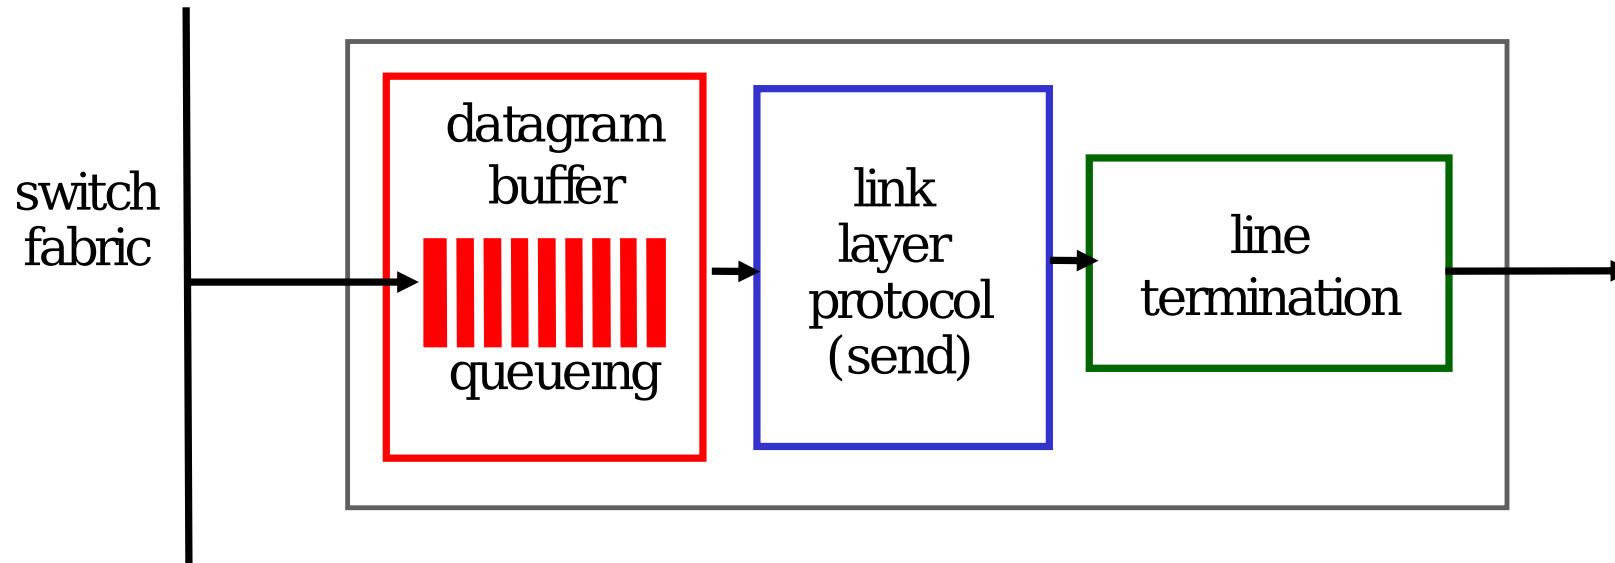 switch
fabric
datagram
buffer
queueing
link
layer
protocol
(send)
line
termination